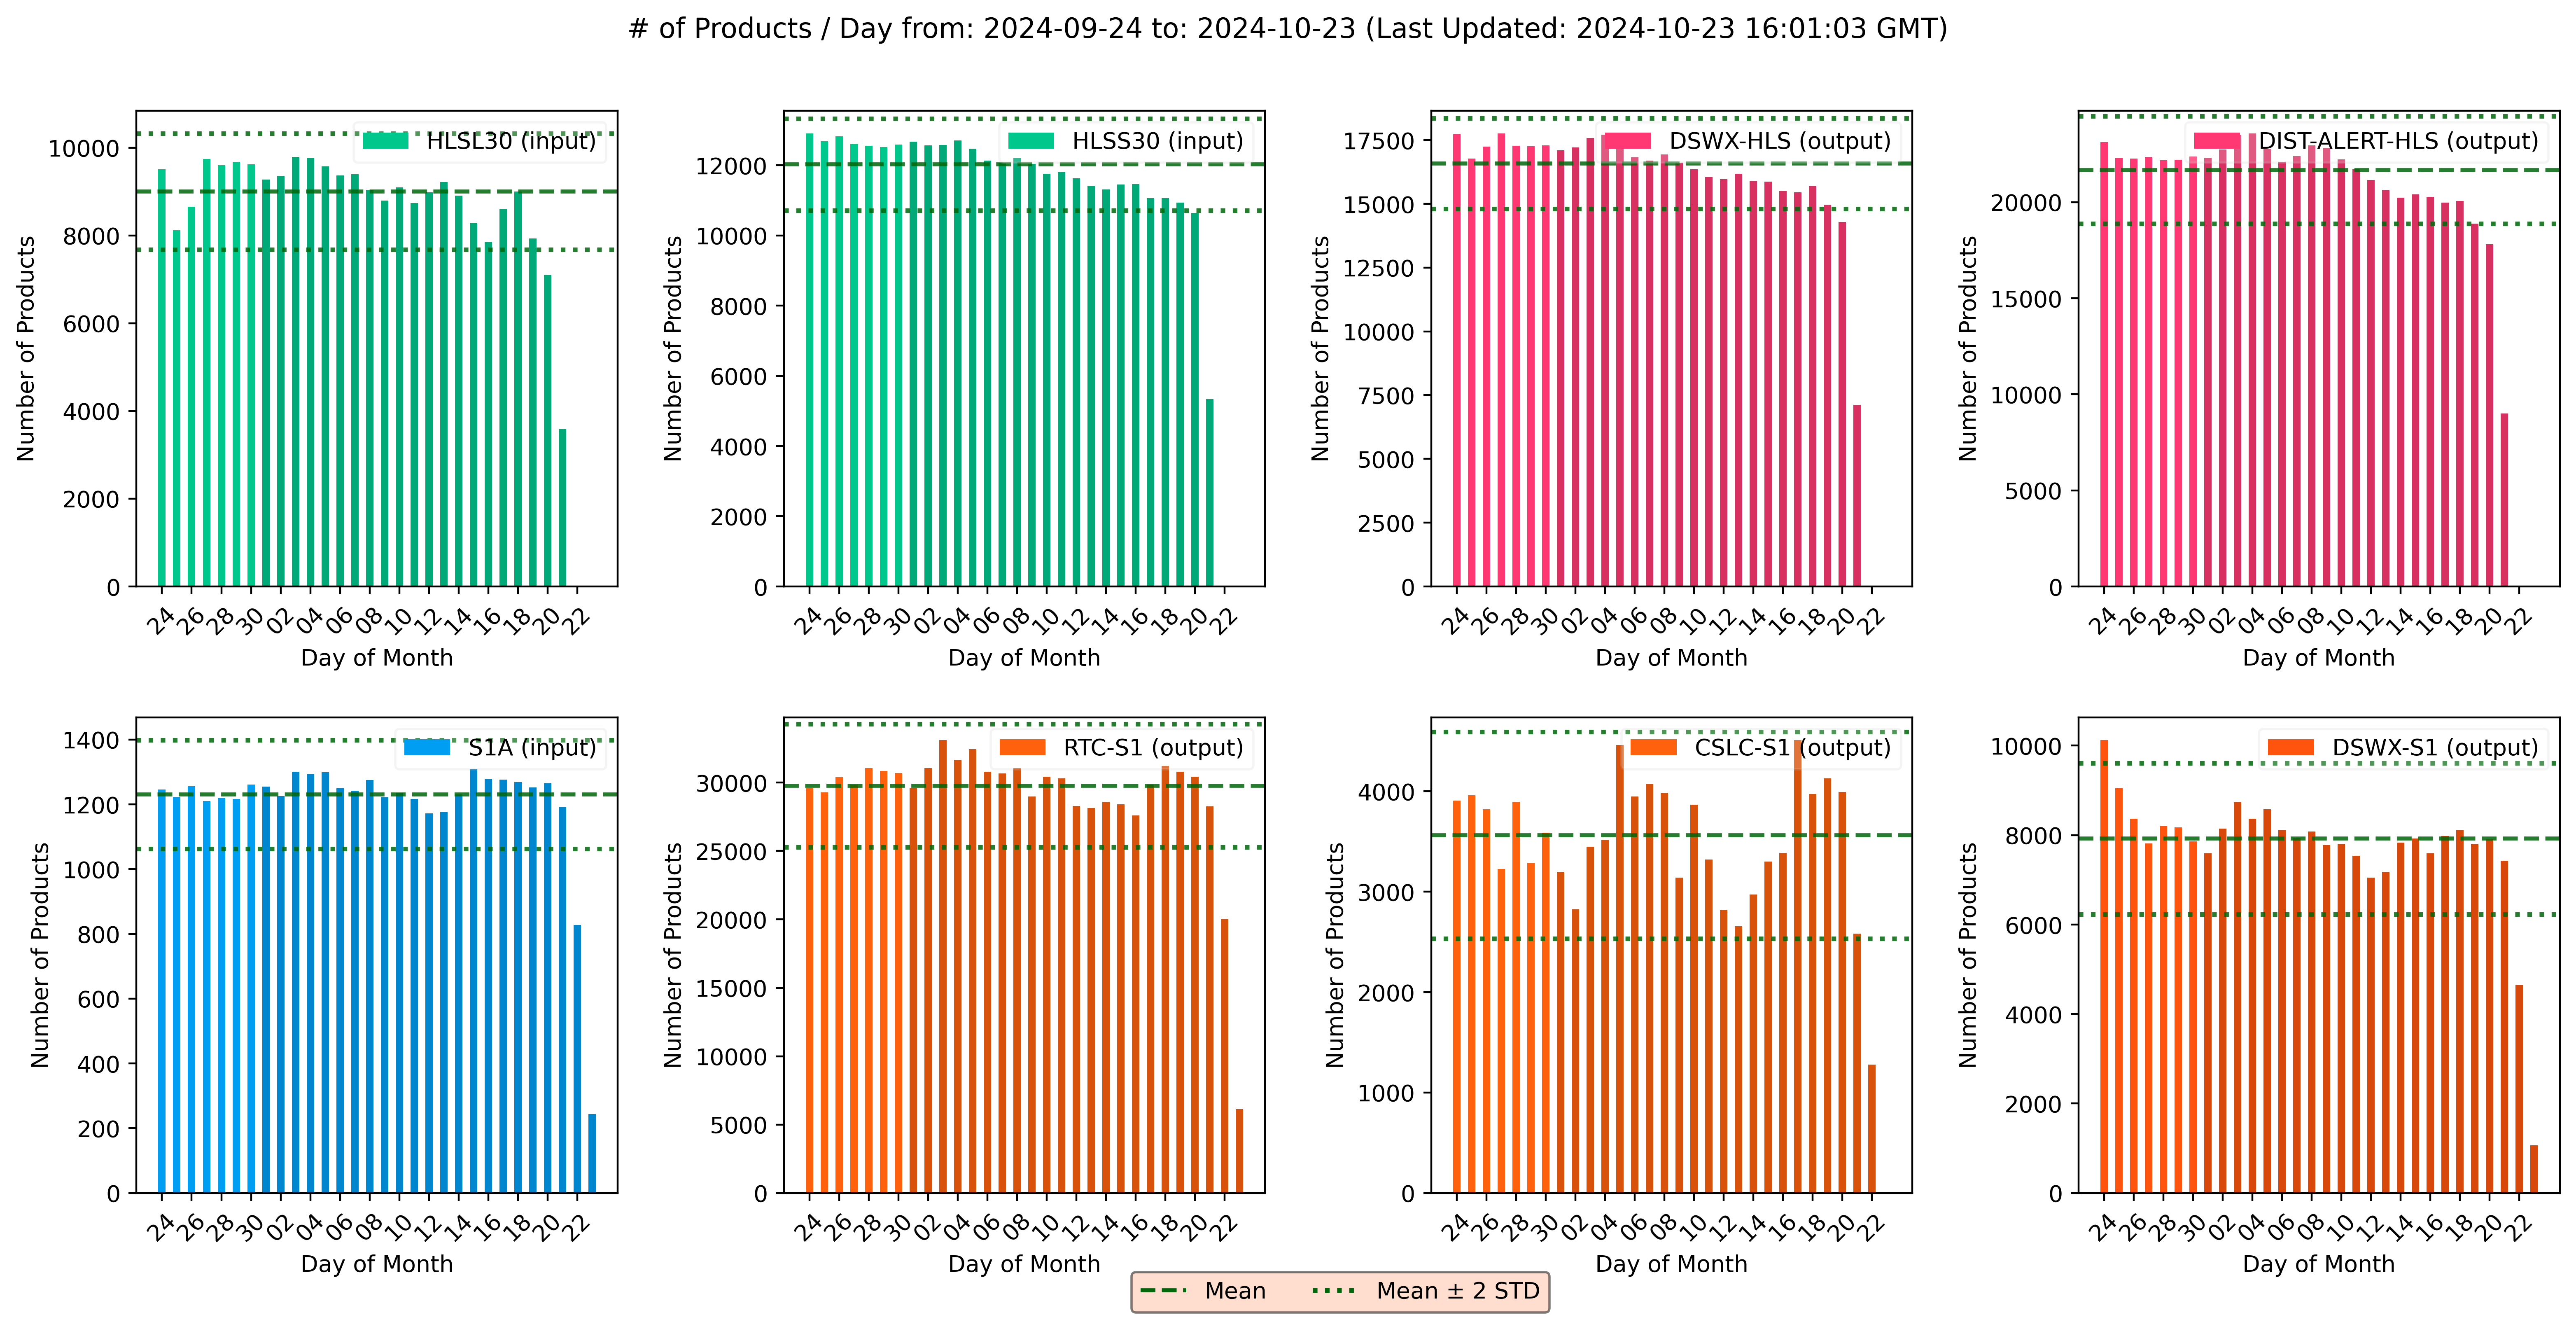 # of Products / Day from: 2024-09-24 to: 2024-10-23 (Last Updated: 2024-10-23 16:01:03 GMT)
HLSL30 (input)
Number of Products
10000
8000
6000
4000
2000
0
24 26 28 30 02 04 06 08 10 12 14 16 18 20 22
Day of Month
HLSS30 (input)
Number of Products
12000
10000
8000
6000
4000
2000
0
24 26 28 30 02 04 06 08 10 12 14 16 18 20 22
Day of Month
DSWX-HLS (output)
Number of Products
17500
15000
12500
10000
7500
5000
2500
0
24 26 28 30 02 04 06 08 10 12 14 16 18 20 22
Day of Month
DIST-ALERT-HLS (output)
Number of Products
20000
15000
10000
5000
0
24 26 28 30 02 04 06 08 10 12 14 16 18 20 22
Day of Month
S1A (input)
Number of Products
1400
1200
1000
800
600
400
200
0
24 26 28 30 02 04 06 08 10 12 14 16 18 20 22
Day of Month
RTC-S1 (output)
Number of Products
30000
25000
20000
15000
10000
5000
0
24 26 28 30 02 04 06 08 10 12 14 16 18 20 22
Day of Month
CSLC-S1 (output)
Number of Products
4000
3000
2000
1000
0
24 26 28 30 02 04 06 08 10 12 14 16 18 20 22
Day of Month
DSWX-S1 (output)
Number of Products
10000
8000
6000
4000
2000
0
24 26 28 30 02 04 06 08 10 12 14 16 18 20 22
Day of Month
Mean Mean ± 2 STD